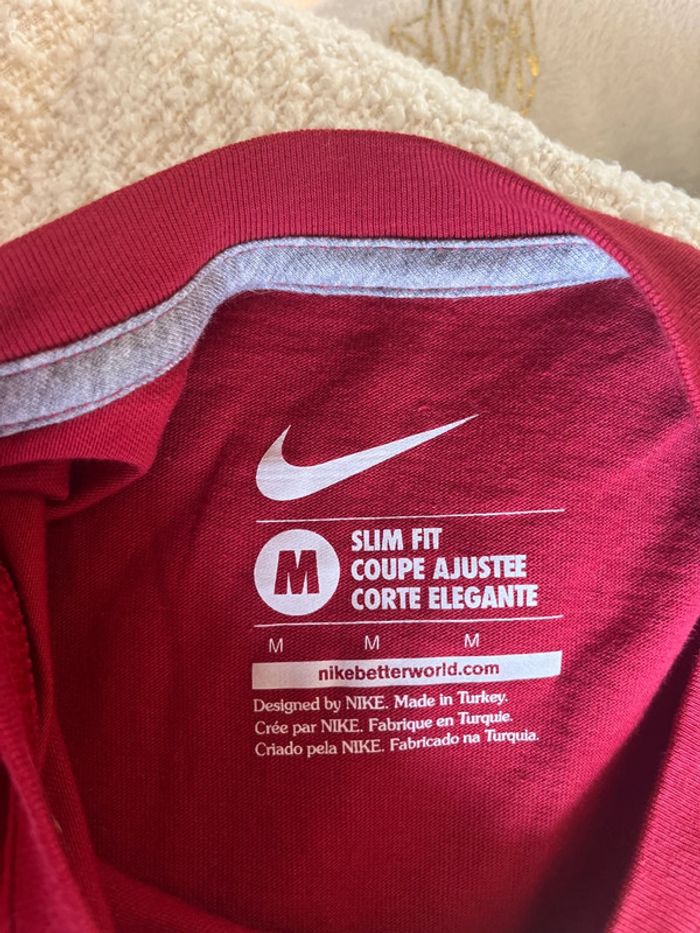 M
SLIM FIT
COUPE AJUSTEE
CORTE ELEGANTE
M M M
nikebetterworld.com
Designed by NIKE. Made in Turkey.
Crée par NIKE. Fabrique en Turquie.
Criado pela NIKE. Fabricado na Turquia.